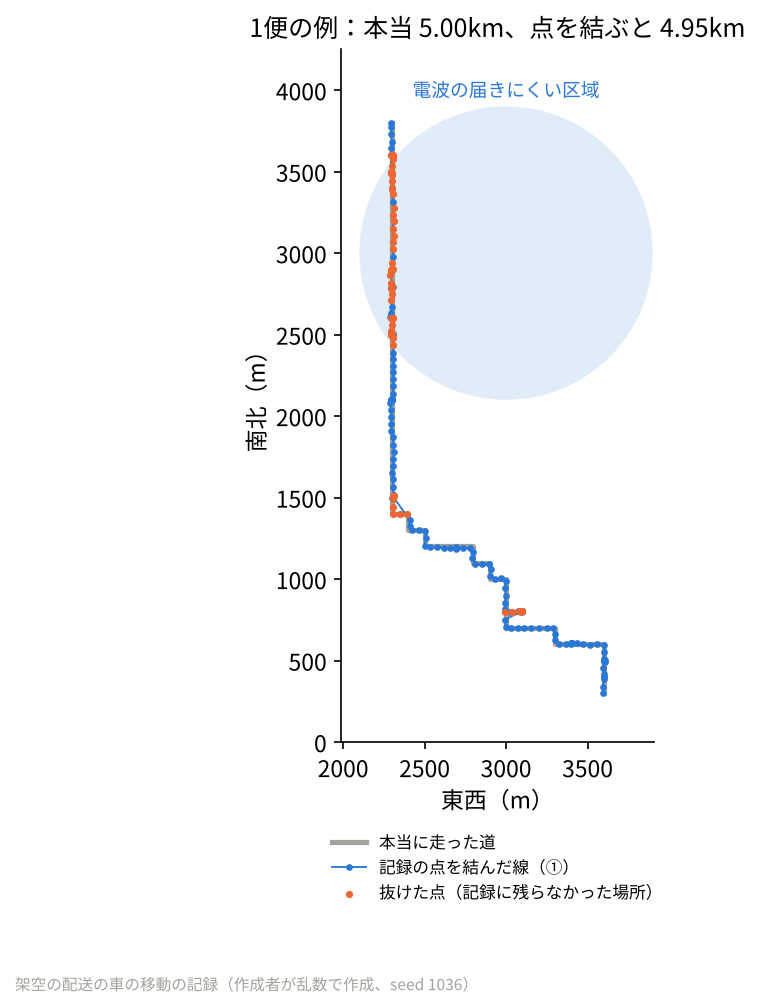 1便の例：本当 5.00km、点を結ぶと 4.95km
電波の届きにくい区域
4000
3500
3000
2500
2000
1500
1000
500
0
南北（m）
2000 2500 3000 3500
東西（m）
本当に走った道
記録の点を結んだ線（①）
抜けた点（記録に残らなかった場所）
架空の配送の車の移動の記録（作成者が乱数で作成、seed 1036）